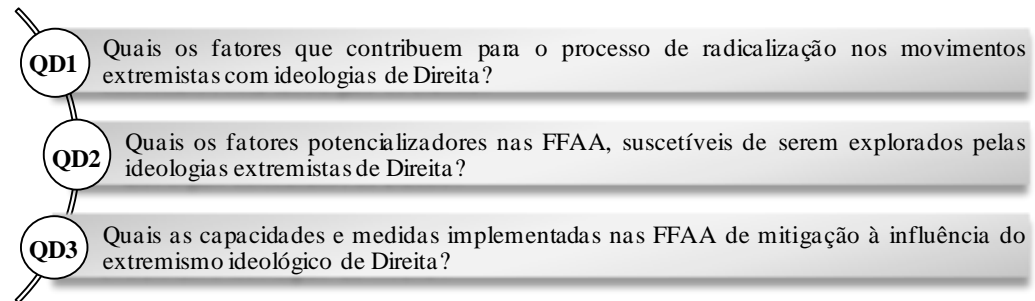 QD1
Quais os fatores que contribuem para o processo de radicalização nos movimentos
extremistas com ideologias de Direita?
QD2
Quais os fatores potencializadores nas FFAA, suscetíveis de serem explorados pelas
ideologias extremistas de Direita?
QD3
Quais as capacidades e medidas implementadas nas FFAA de mitigação à influência do
extremismo ideológico de Direita?